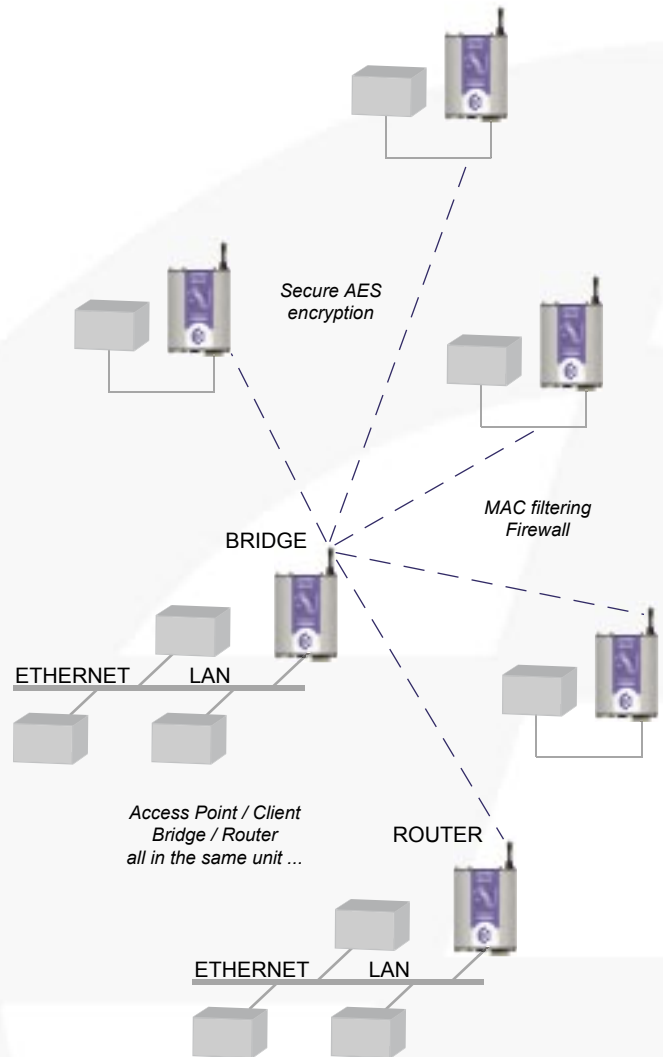 Secure AES
encryption
MAC filtering
Firewall
BRIDGE
ETHERNET LAN
Access Point / Client
Bridge / Router
all in the same unit ...
ROUTER
ETHERNET LAN